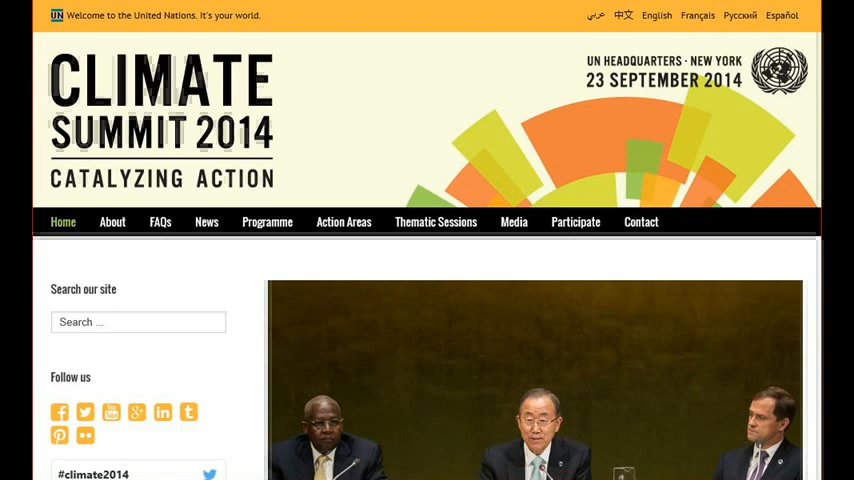 UN Welcome to the United Nations. It's your world.
عربي 中文 English Français Русский Español
CLIMATE
SUMMIT 2014
CATALYZING ACTION
UN HEADQUARTERS · NEW YORK
23 SEPTEMBER 2014
Home About FAQs News Programme Action Areas Thematic Sessions Media Participate Contact
Search our site
Search ...
Follow us
You
Tube
#climate2014